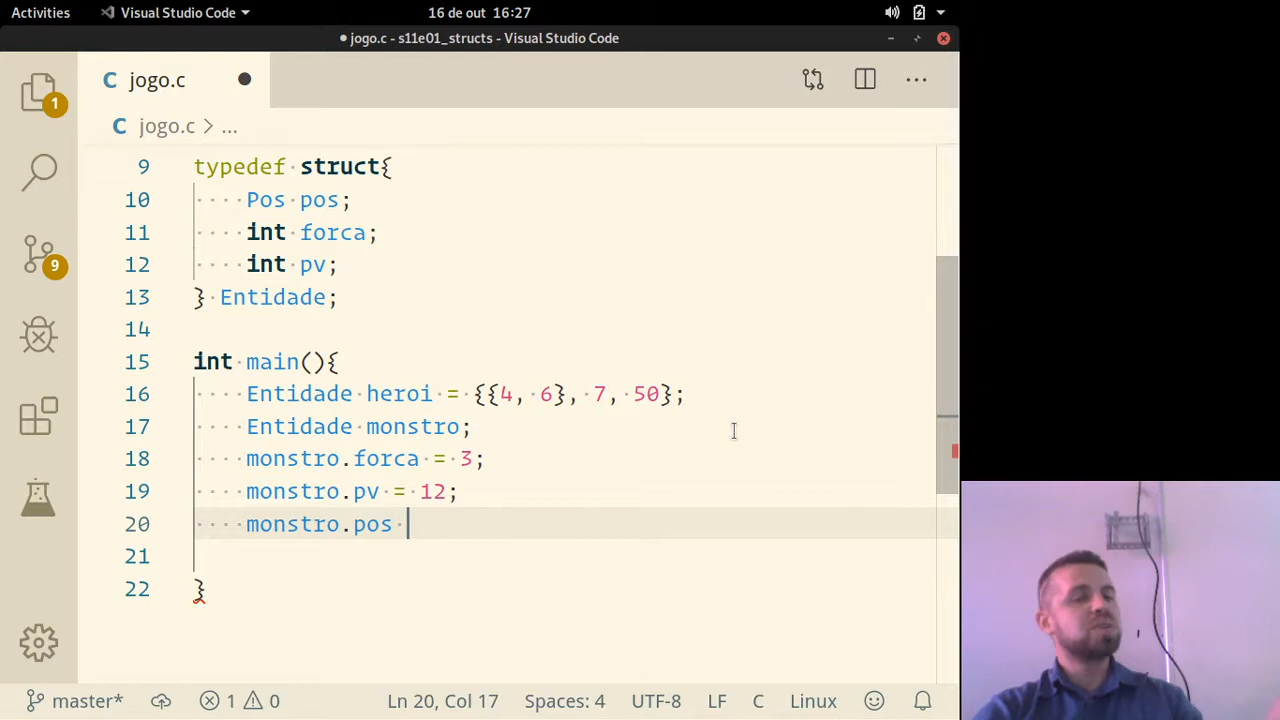 Activities Visual Studio Code 16 de out 16:27
● jogo.c - s11e01_structs - Visual Studio Code
C jogo.c ●
C jogo.c > ...
1
9
9 typedef struct{
10 Pos pos;
11 int forca;
12 int pv;
13 } Entidade;
14
15 int main(){
16 Entidade heroi = {{4, 6}, 7, 50};
17 Entidade monstro;
18 monstro.forca = 3;
19 monstro.pv = 12;
20 monstro.pos
21
22 }
master* 1 0 Ln 20, Col 17 Spaces: 4 UTF-8 LF C Linux